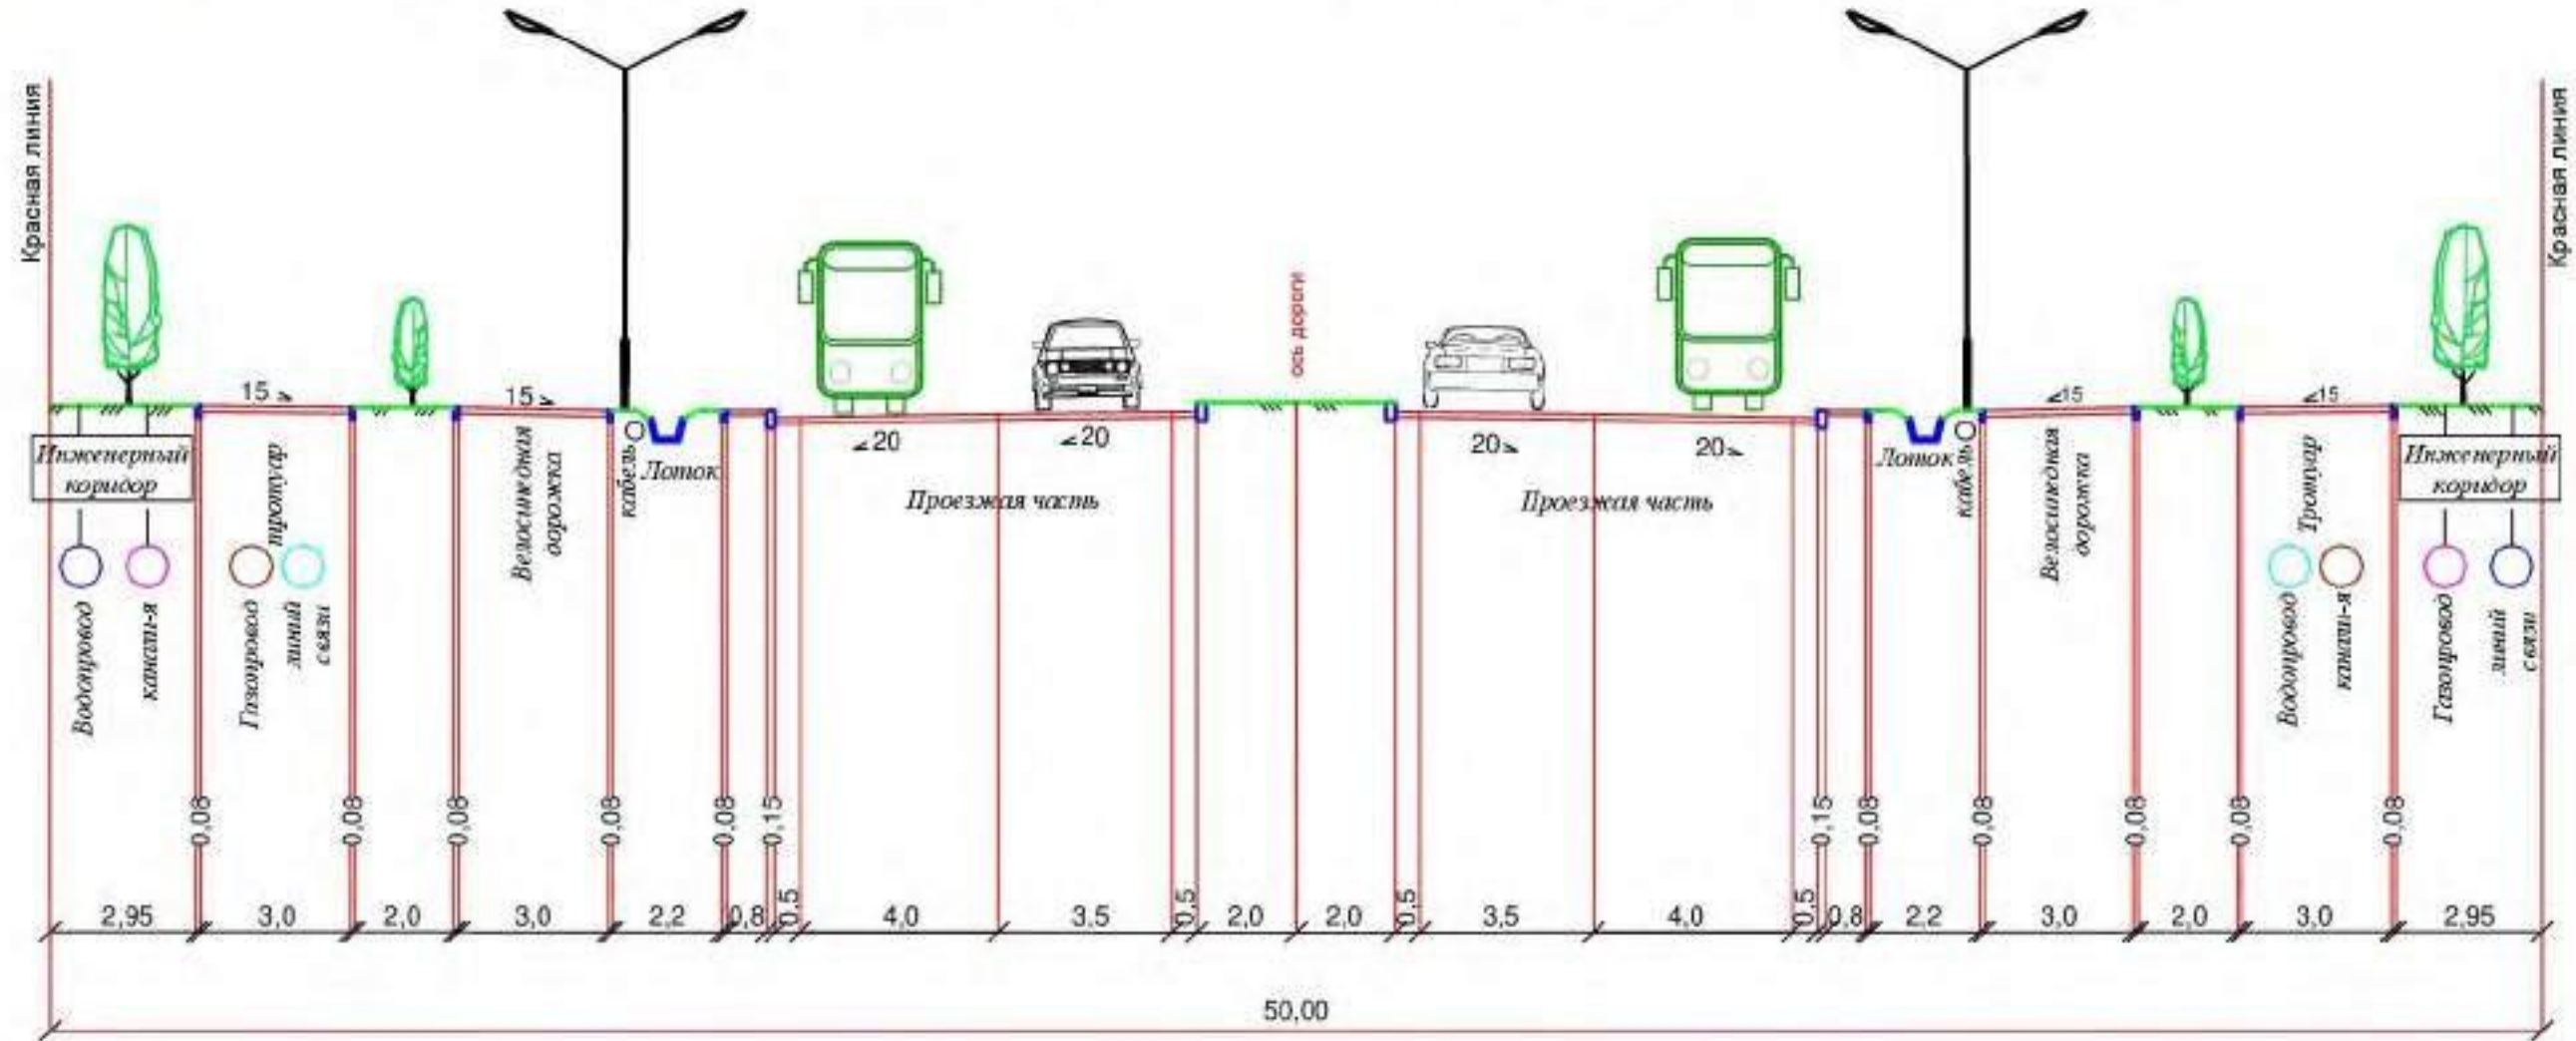 Красная линия
Красная линия
ось дороги
15
15
15
15
20
20
20
20
Инженерный
коридор
тротуар
Велосипедная
дорожка
кабель
Лоток
Проезжая часть
Проезжая часть
Лоток
кабель
Велосипедная
дорожка
Тротуар
Инженерный
коридор
Водопровод
канали-я
Газопровод
линий
связи
Водопровод
канали-я
Газопровод
линий
связи
0,08
0,08
0,08
0,08
0,08
0,15
0,15
0,08
0,08
0,08
0,08
0,08
2,95
3,0
2,0
3,0
2,2
0,8
0,5
4,0
3,5
0,5
2,0
2,0
0,5
3,5
4,0
0,5
0,8
2,2
3,0
2,0
3,0
2,95
50,00